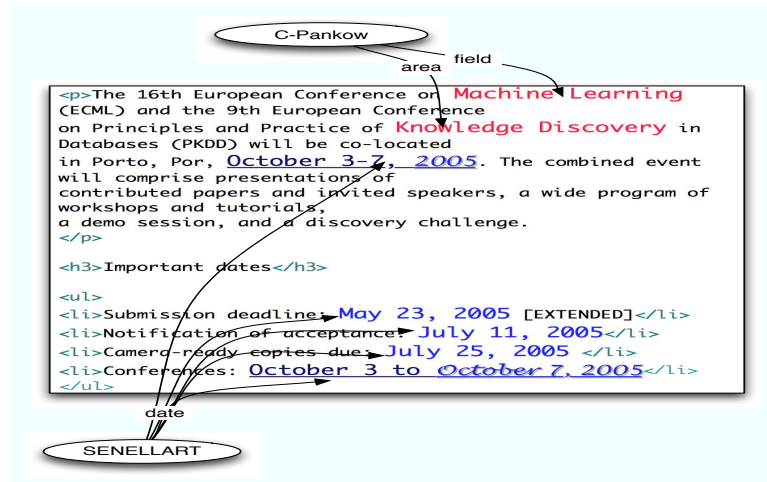 C-Pankow
field
area
<p>The 16th European Conference on Machine Learning
(ECML) and the 9th European Conference
on Principles and Practice of Knowledge Discovery in
Databases (PKDD) will be co-located
in Porto, Por, October 3-7, 2005. The combined event
will comprise presentations of
contributed papers and invited speakers, a wide program of
workshops and tutorials,
a demo session, and a discovery challenge.
</p>
<h3>Important dates</h3>
<ul>
<li>Submission deadline: May 23, 2005 [EXTENDED]</li>
<li>Notification of acceptance: July 11, 2005</li>
<li>Camera-ready copies due: July 25, 2005 </li>
<li>Conferences: October 3 to October 7, 2005</li>
</ul>
date
SENELLART